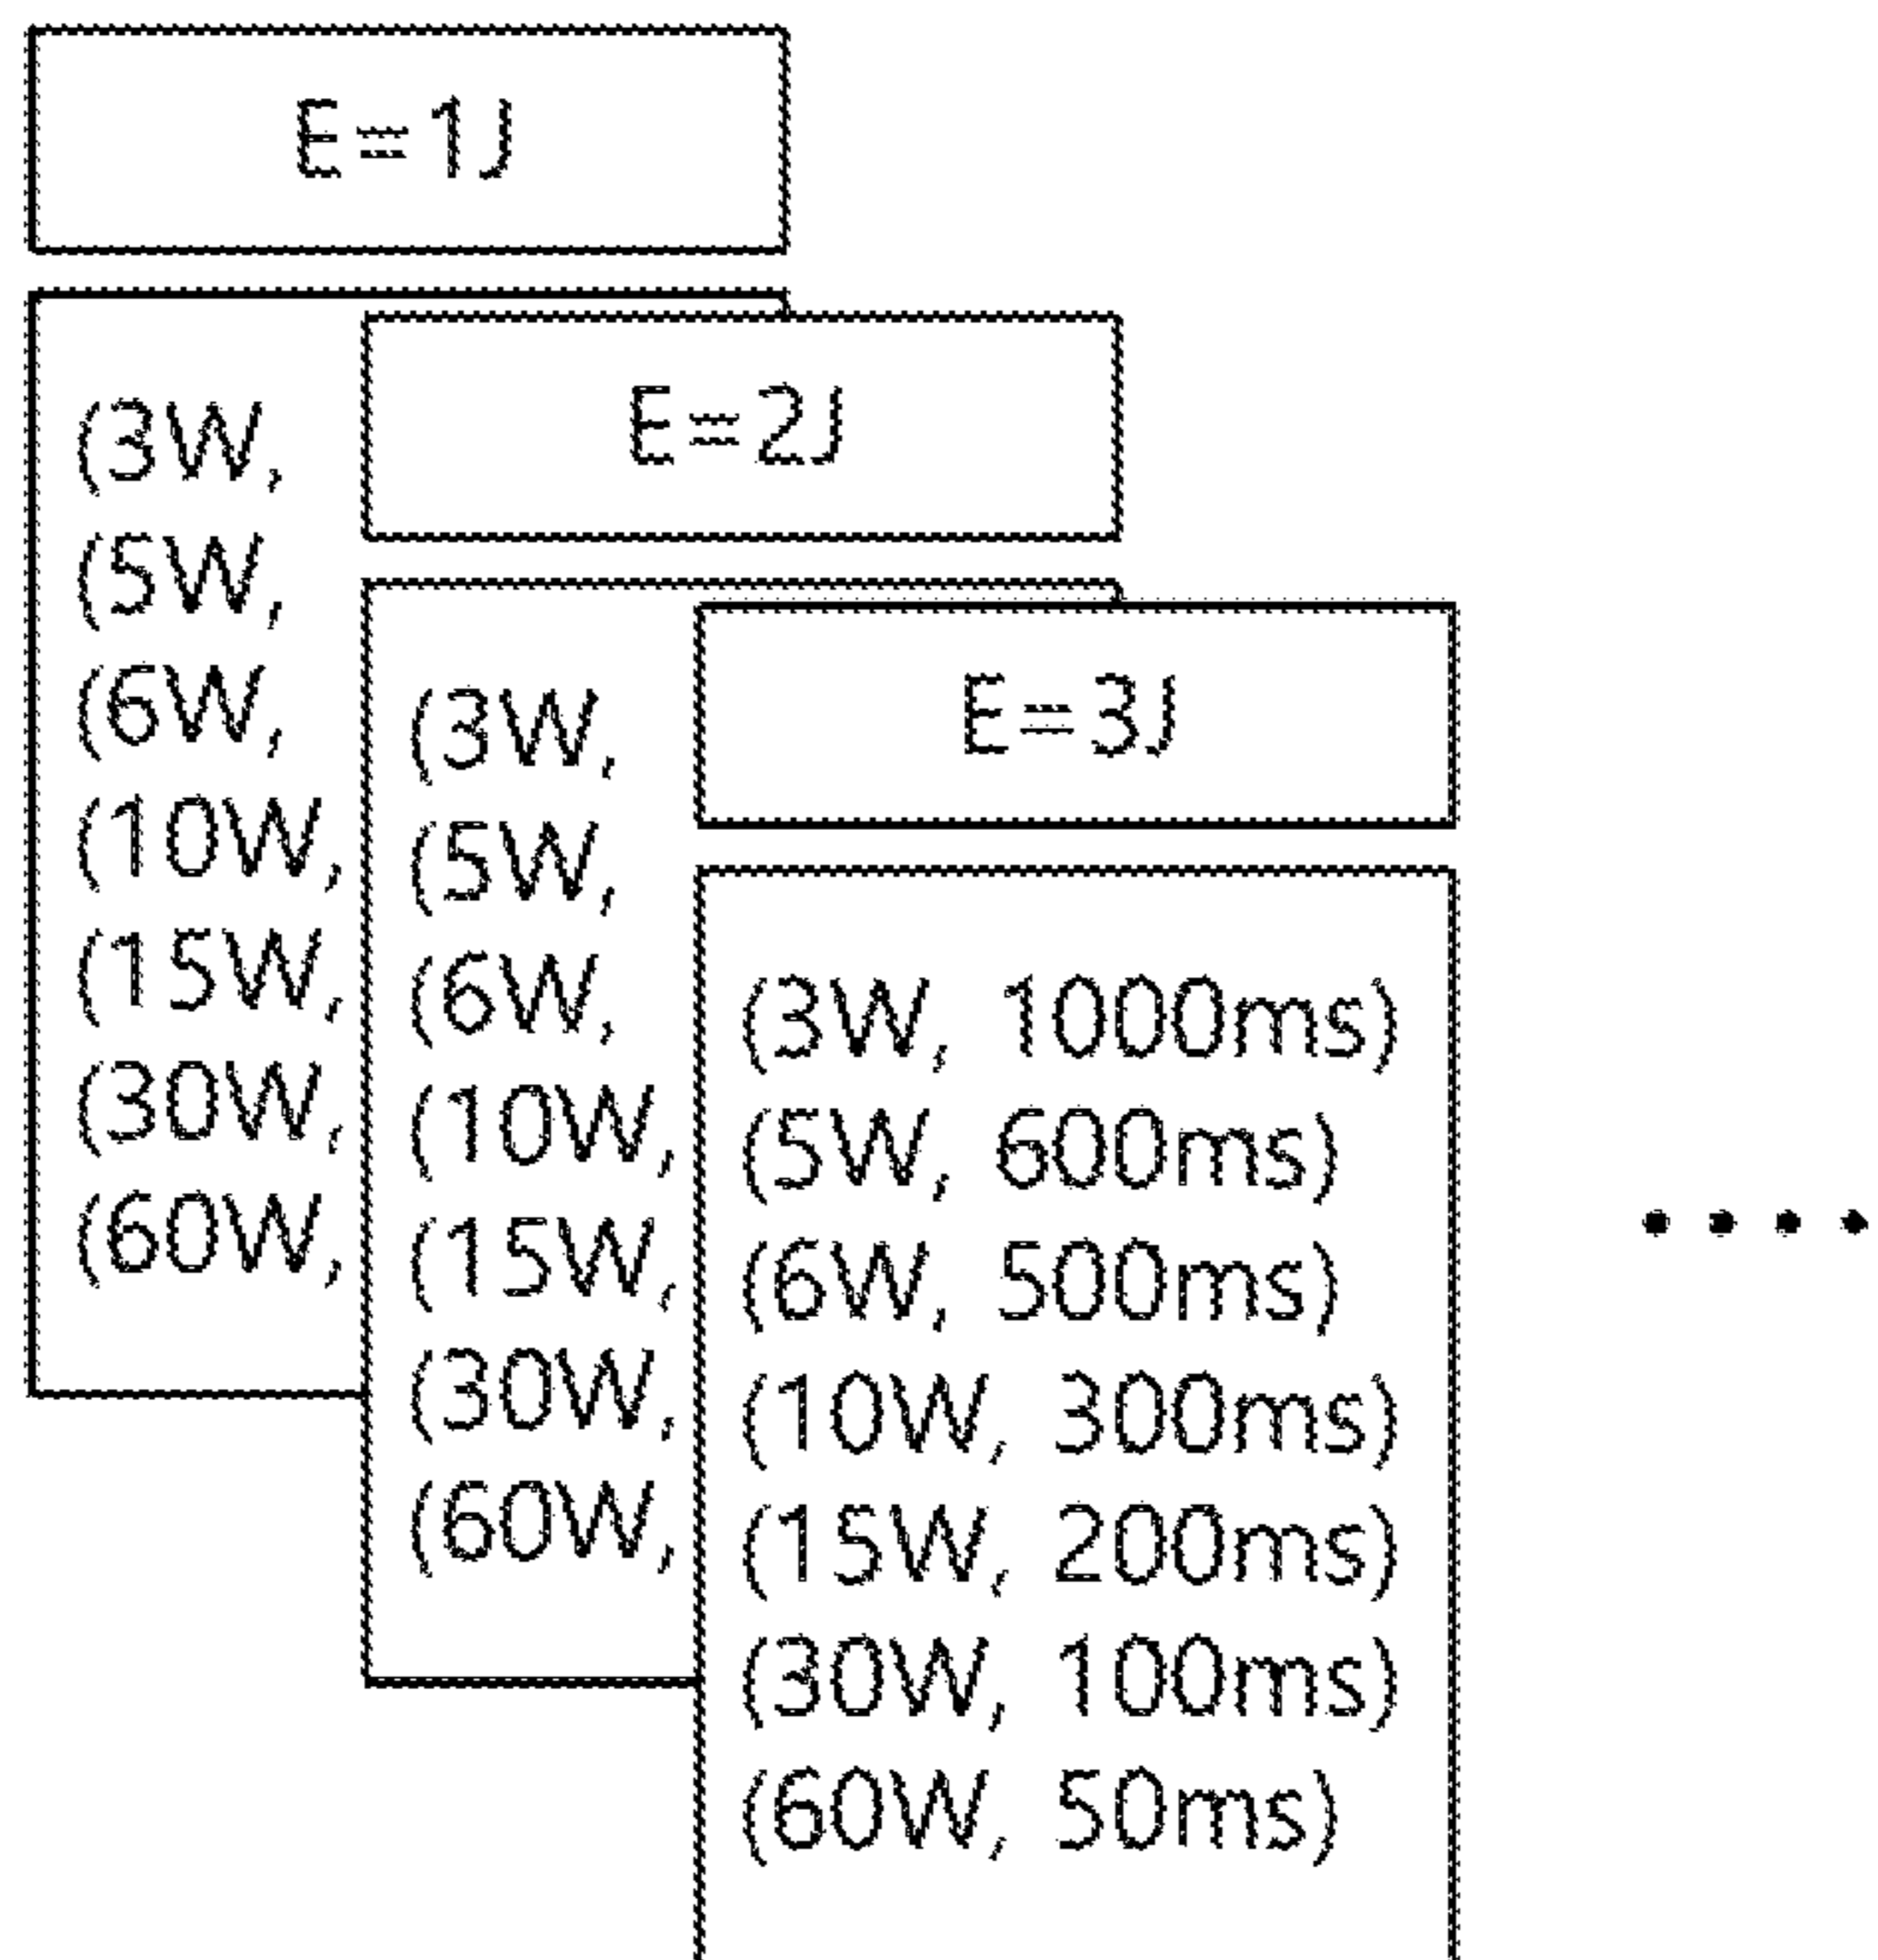 E=1J
(3W,
(5W,
(6W,
(10W,
(15W,
(30W,
(60W,
E=2J
(3W,
(5W,
(6W,
(10W,
(15W,
(30W,
(60W,
E=3J
(3W, 1000ms)
(5W, 600ms)
(6W, 500ms)
(10W, 300ms)
(15W, 200ms)
(30W, 100ms)
(60W, 50ms)
....